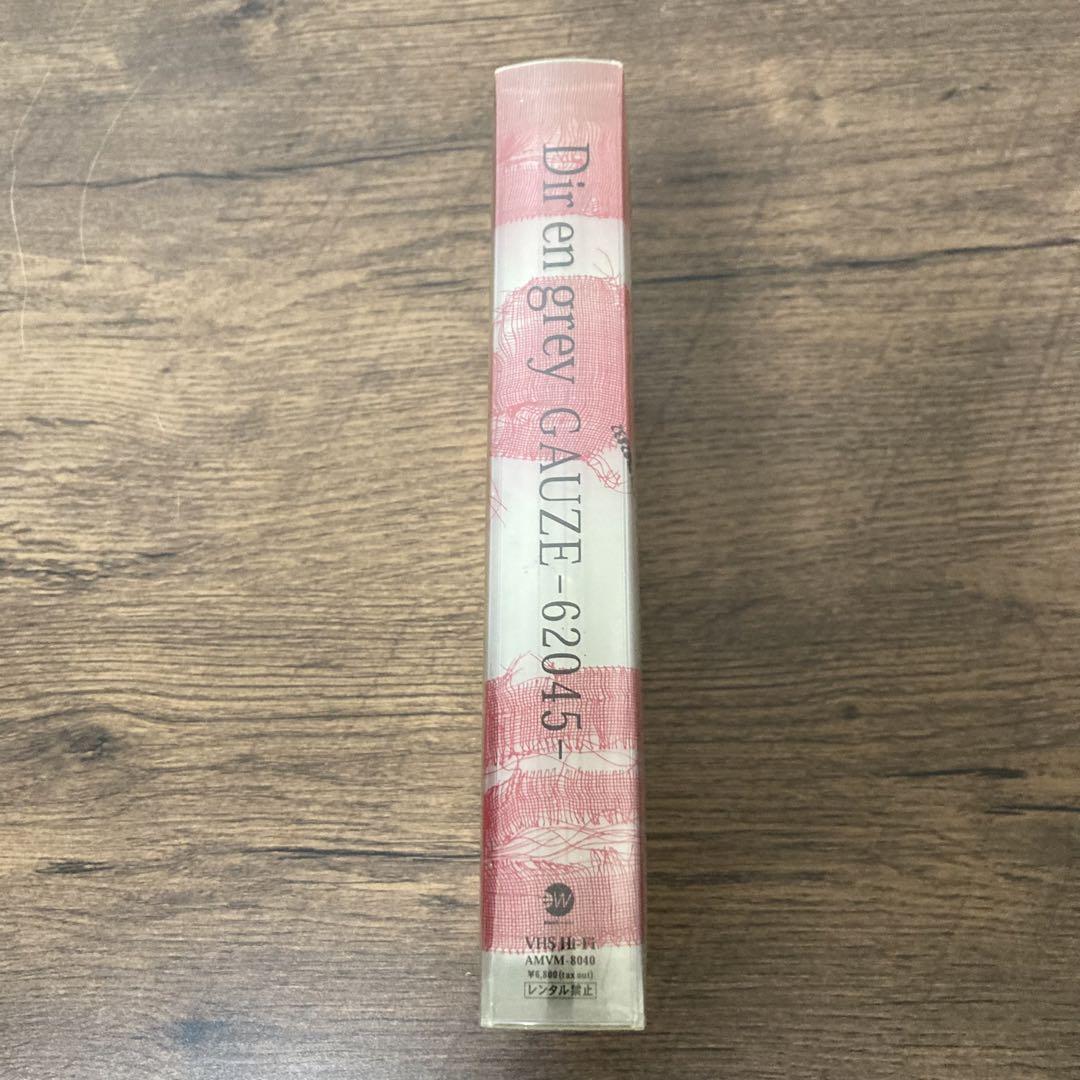 Dir en grey GAUZE -62045-
VHS Hi-Fi
AMVM-8040
¥6,800(tax out)
レンタル禁止